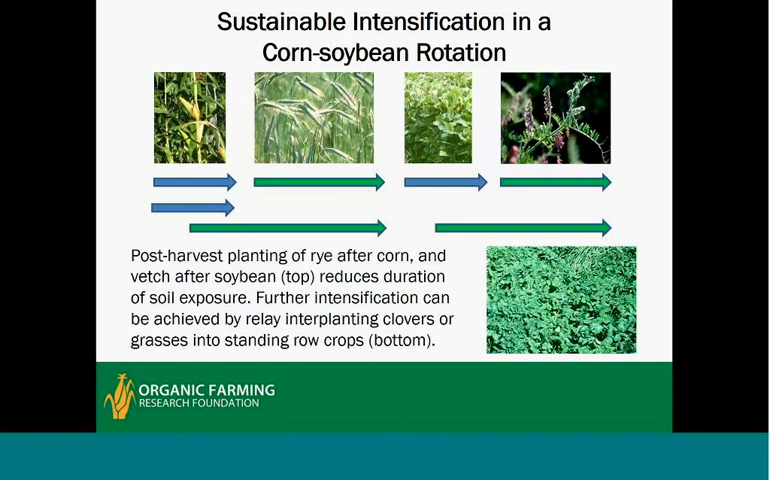 Sustainable Intensification in a
Corn-soybean Rotation
Post-harvest planting of rye after corn, and
vetch after soybean (top) reduces duration
of soil exposure. Further intensification can
be achieved by relay interplanting clovers or
grasses into standing row crops (bottom).
ORGANIC FARMING
RESEARCH FOUNDATION